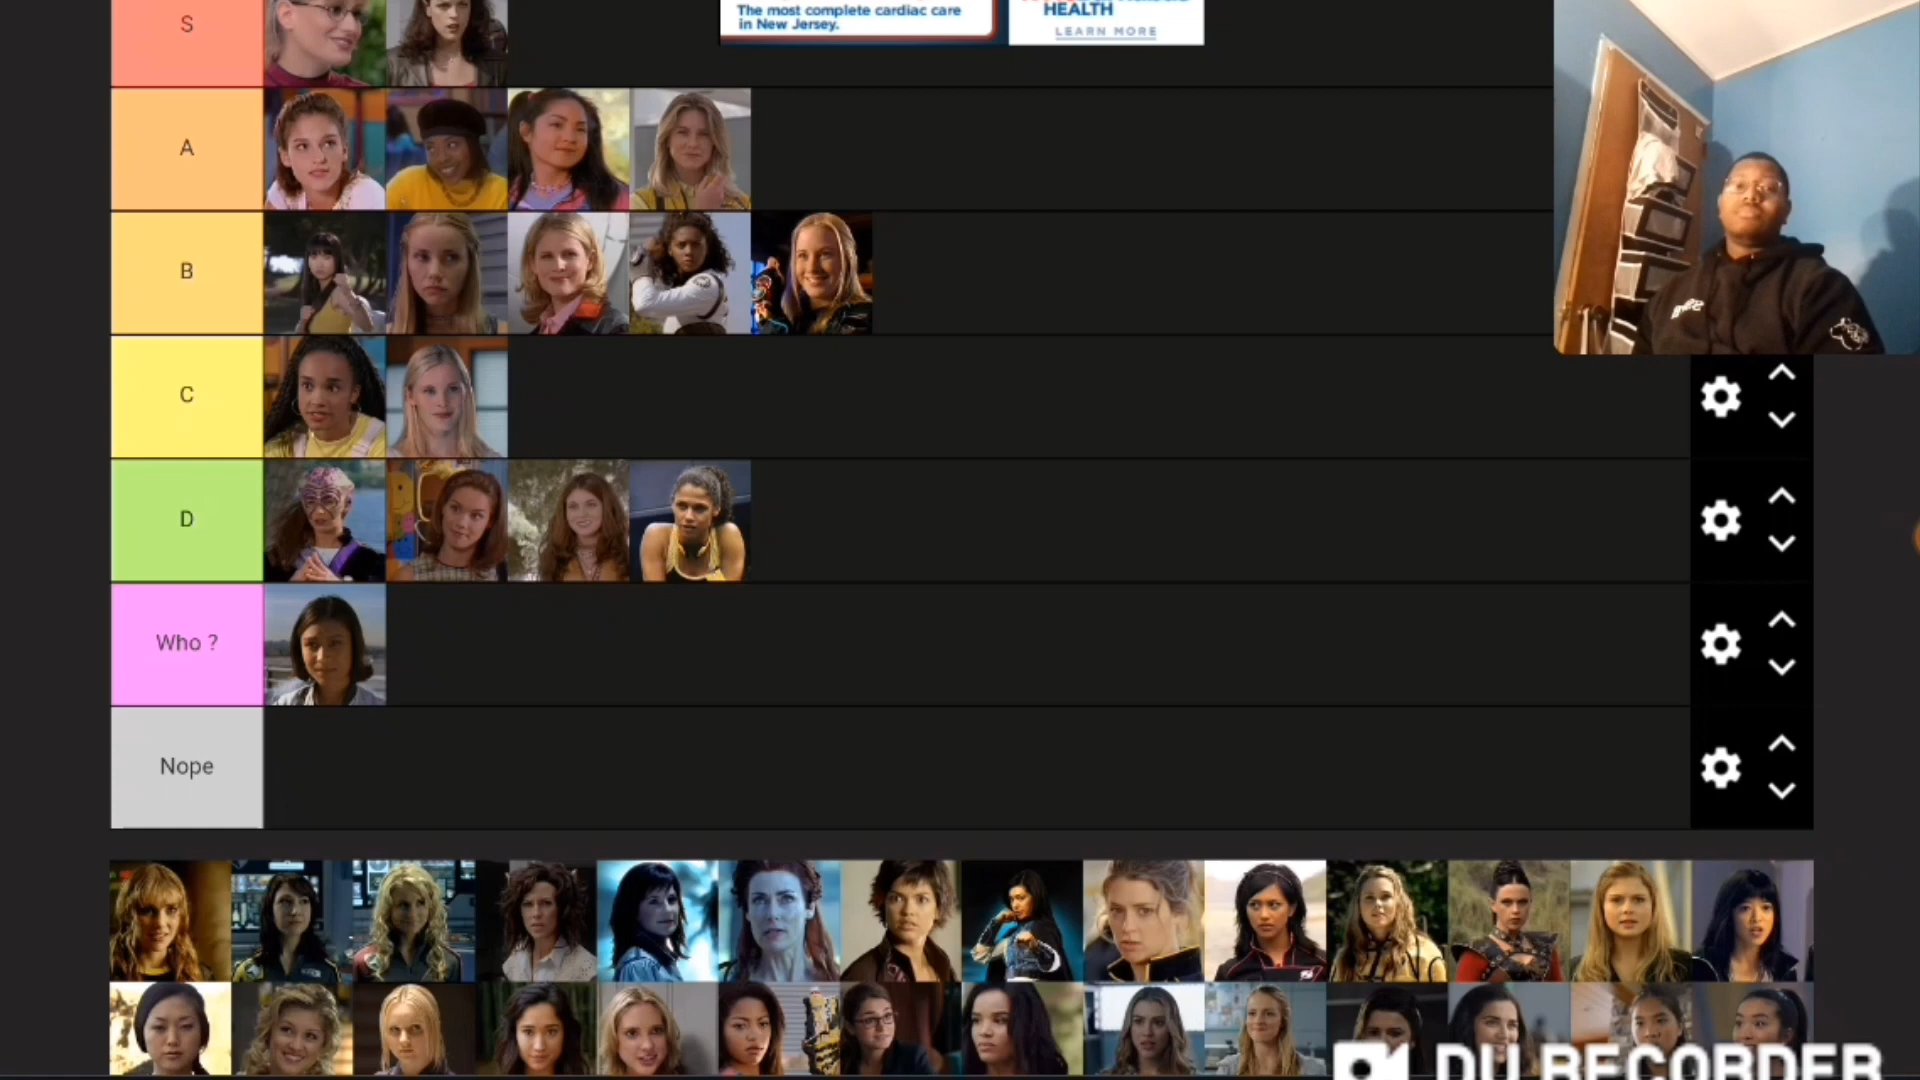 S
The most complete cardiac care
in New Jersey.
HEALTH
LEARN MORE
A
B
C
D
Who ?
Nope
DU RECORDER